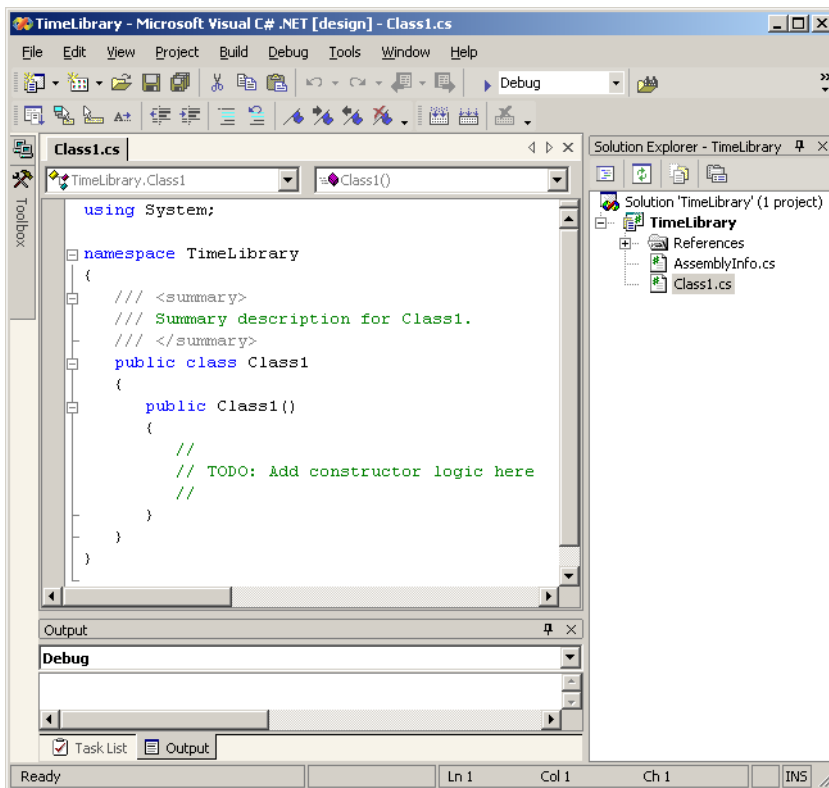 TimeLibrary - Microsoft Visual C# .NET [design] - Class1.cs
File Edit View Project Build Debug Tools Window Help
Debug
Class1.cs
Solution Explorer - TimeLibrary
TimeLibrary.Class1 Class1()
Toolbox
Solution 'TimeLibrary' (1 project)
TimeLibrary
References
AssemblyInfo.cs
Class1.cs
using System;
namespace TimeLibrary
{
/// <summary>
/// Summary description for Class1.
/// </summary>
public class Class1
{
public Class1()
{
//
// TODO: Add constructor logic here
//
}
}
}
Output
Debug
Task List Output
Ready Ln 1 Col 1 Ch 1 INS